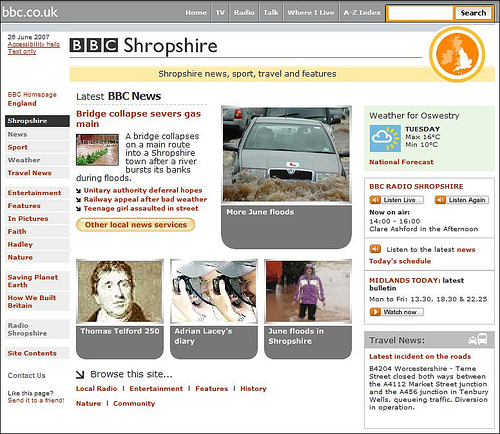 bbc.co.uk
Home TV Radio Talk Where I Live A-Z Index Search
26 June 2007
Accessibility help
Text only
BBC Shropshire
Shropshire news, sport, travel and features
BBC Homepage
England
Shropshire
News
Sport
Weather
Travel News
Entertainment
Features
In Pictures
Faith
Hadley
Nature
Saving Planet
Earth
How We Built
Britain
Radio
Shropshire
Site Contents
Contact Us
Like this page?
Send it to a friend!
Latest BBC News
Bridge collapse severs gas
main
A bridge collapses
on a main route
into a Shropshire
town after a river
bursts its banks
during floods.
Unitary authority deferral hopes
Railway appeal after bad weather
Teenage girl assaulted in street
Other local news services
More June floods
Thomas Telford 250
Adrian Lacey's
diary
June floods in
Shropshire
Browse this site...
Local Radio | Entertainment | Features | History
Nature | Community
Weather for Oswestry
TUESDAY
Max: 16°C
Min: 10°C
National Forecast
BBC RADIO SHROPSHIRE
Listen Live Listen Again
Now on air:
14:00 - 16:00
Clare Ashford in the Afternoon
Listen to the latest news
Today's schedule
MIDLANDS TODAY: latest
bulletin
Mon to Fri: 13.30, 18.30 & 22.25
Watch now
Travel News:
Latest incident on the roads
B4204 Worcestershire - Teme
Street closed both ways between
the A4112 Market Street junction
and the A456 junction in Tenbury
Wells, queueing traffic. Diversion
in operation.